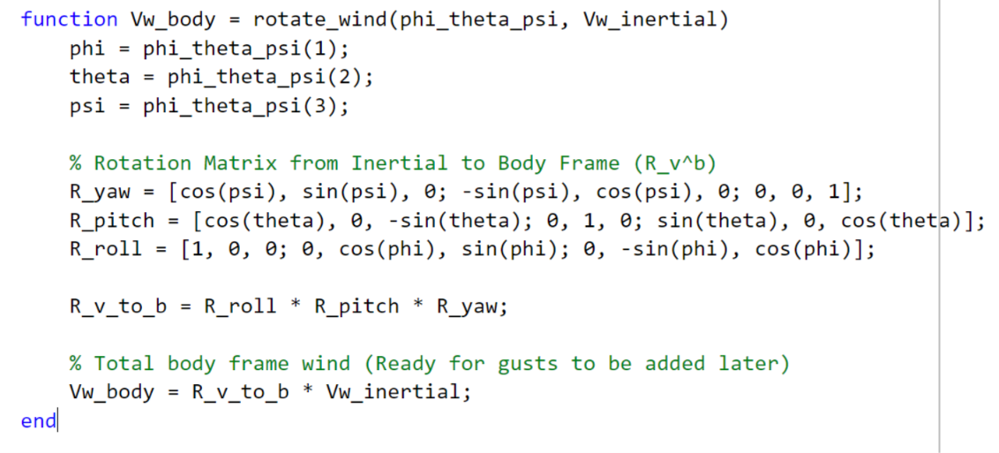 function Vw_body = rotate_wind(phi_theta_psi, Vw_inertial)
phi = phi_theta_psi(1);
theta = phi_theta_psi(2);
psi = phi_theta_psi(3);
% Rotation Matrix from Inertial to Body Frame (R_v^b)
R_yaw = [cos(psi), sin(psi), 0; -sin(psi), cos(psi), 0; 0, 0, 1];
R_pitch = [cos(theta), 0, -sin(theta); 0, 1, 0; sin(theta), 0, cos(theta)];
R_roll = [1, 0, 0; 0, cos(phi), sin(phi); 0, -sin(phi), cos(phi)];
R_v_to_b = R_roll * R_pitch * R_yaw;
% Total body frame wind (Ready for gusts to be added later)
Vw_body = R_v_to_b * Vw_inertial;
end